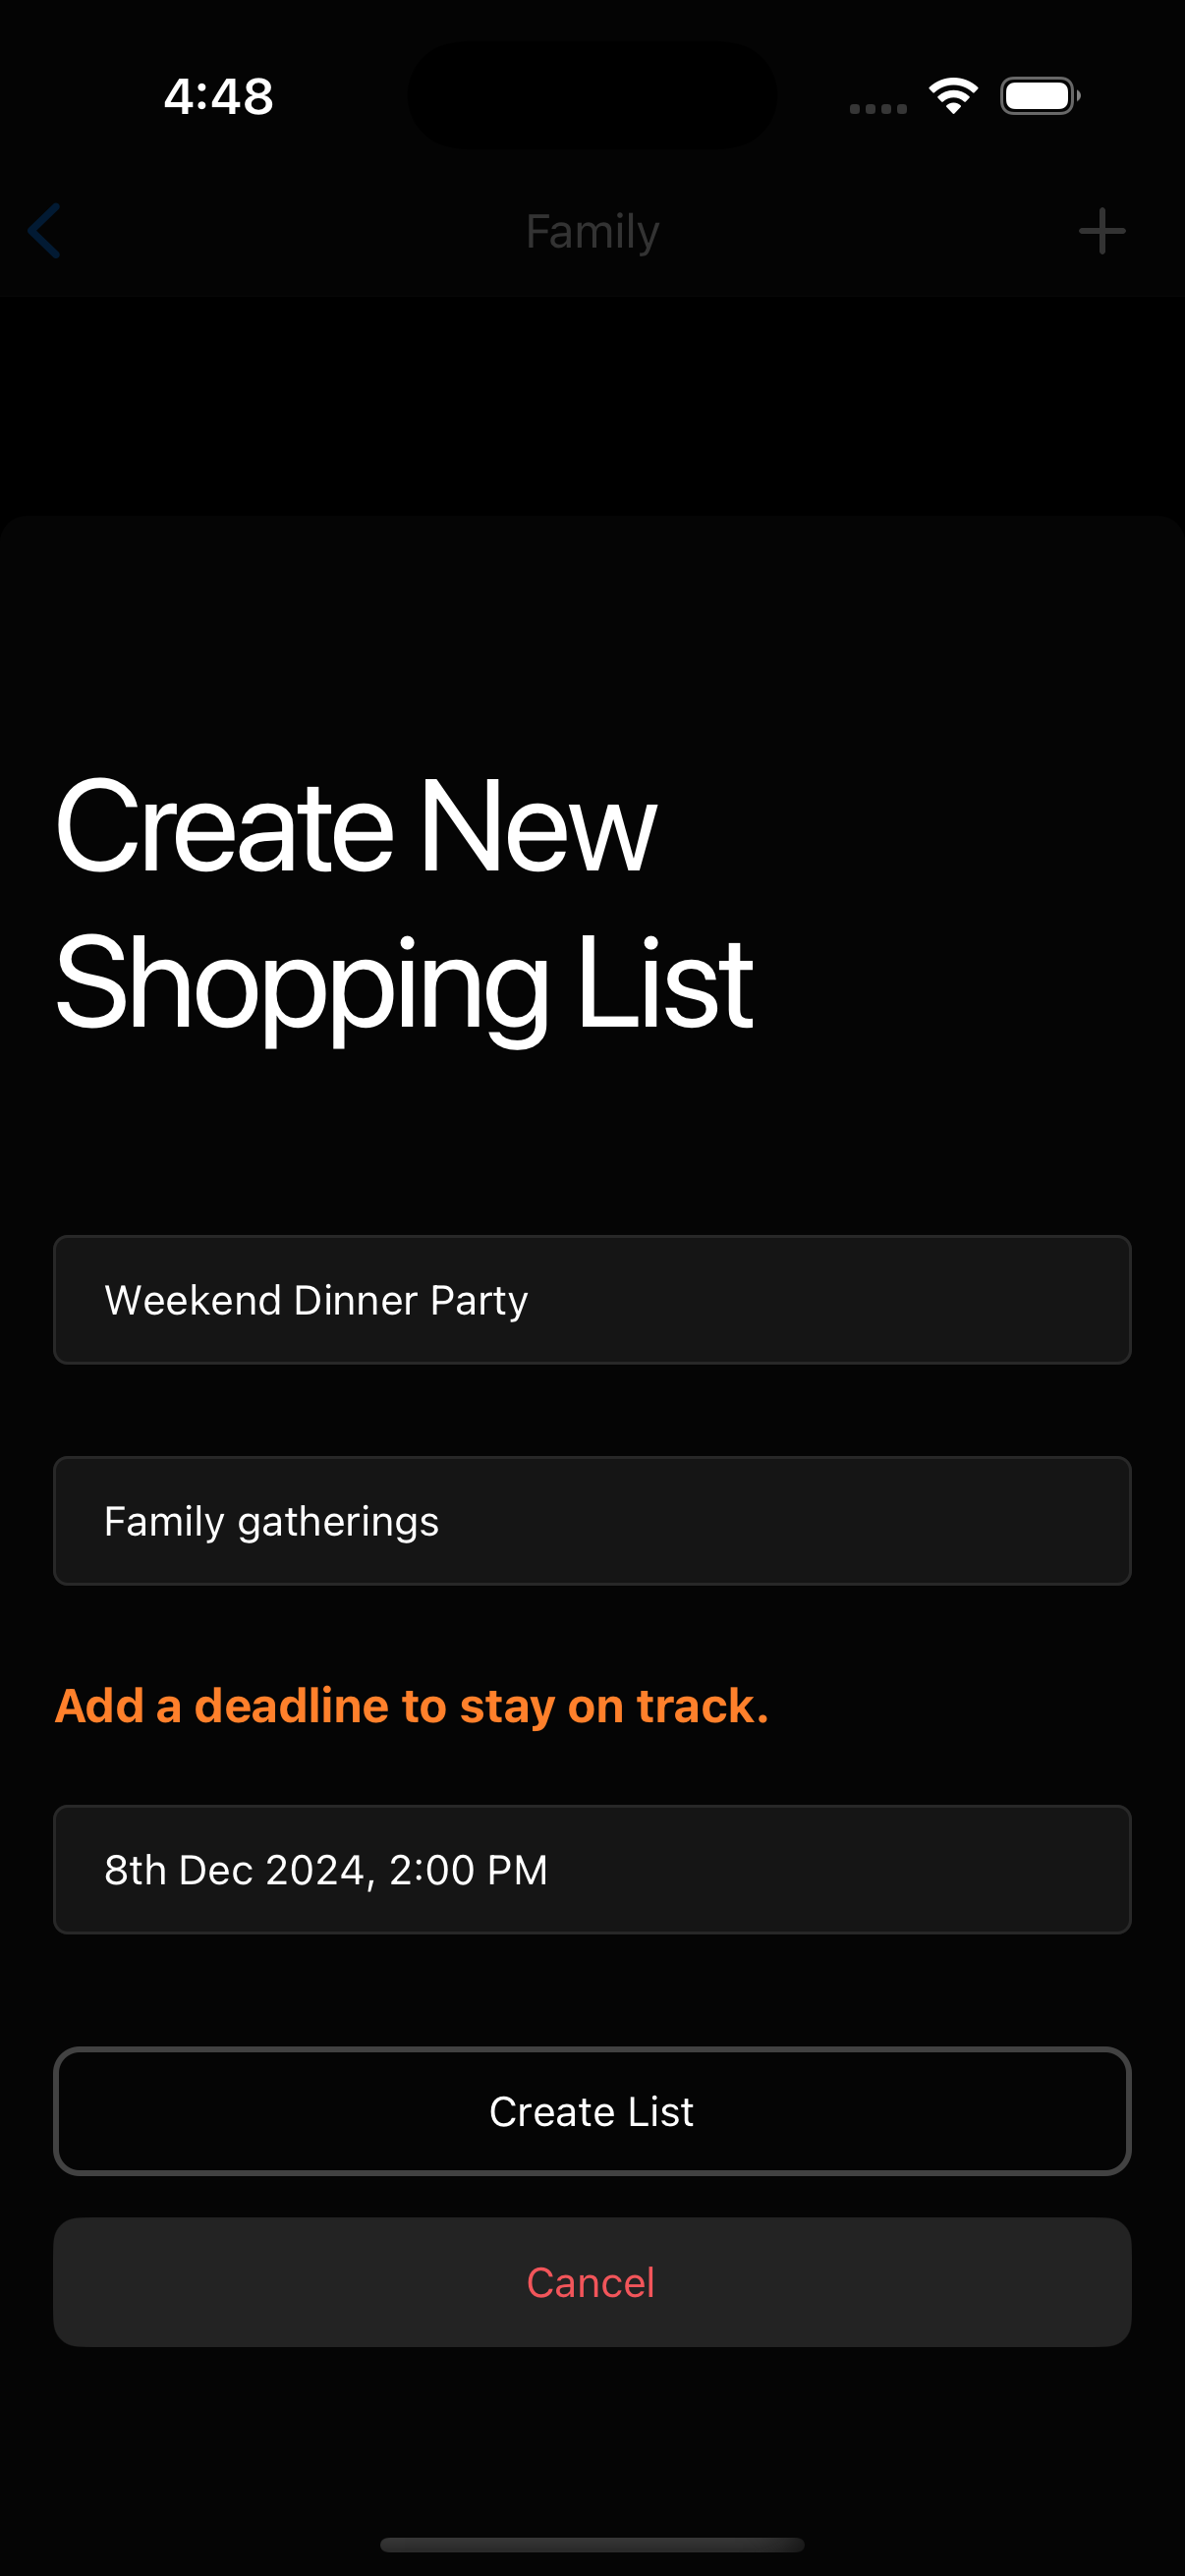 4:48
Family
Create New
Shopping List
Weekend Dinner Party
Family gatherings
Add a deadline to stay on track.
8th Dec 2024, 2:00 PM
Create List
Cancel